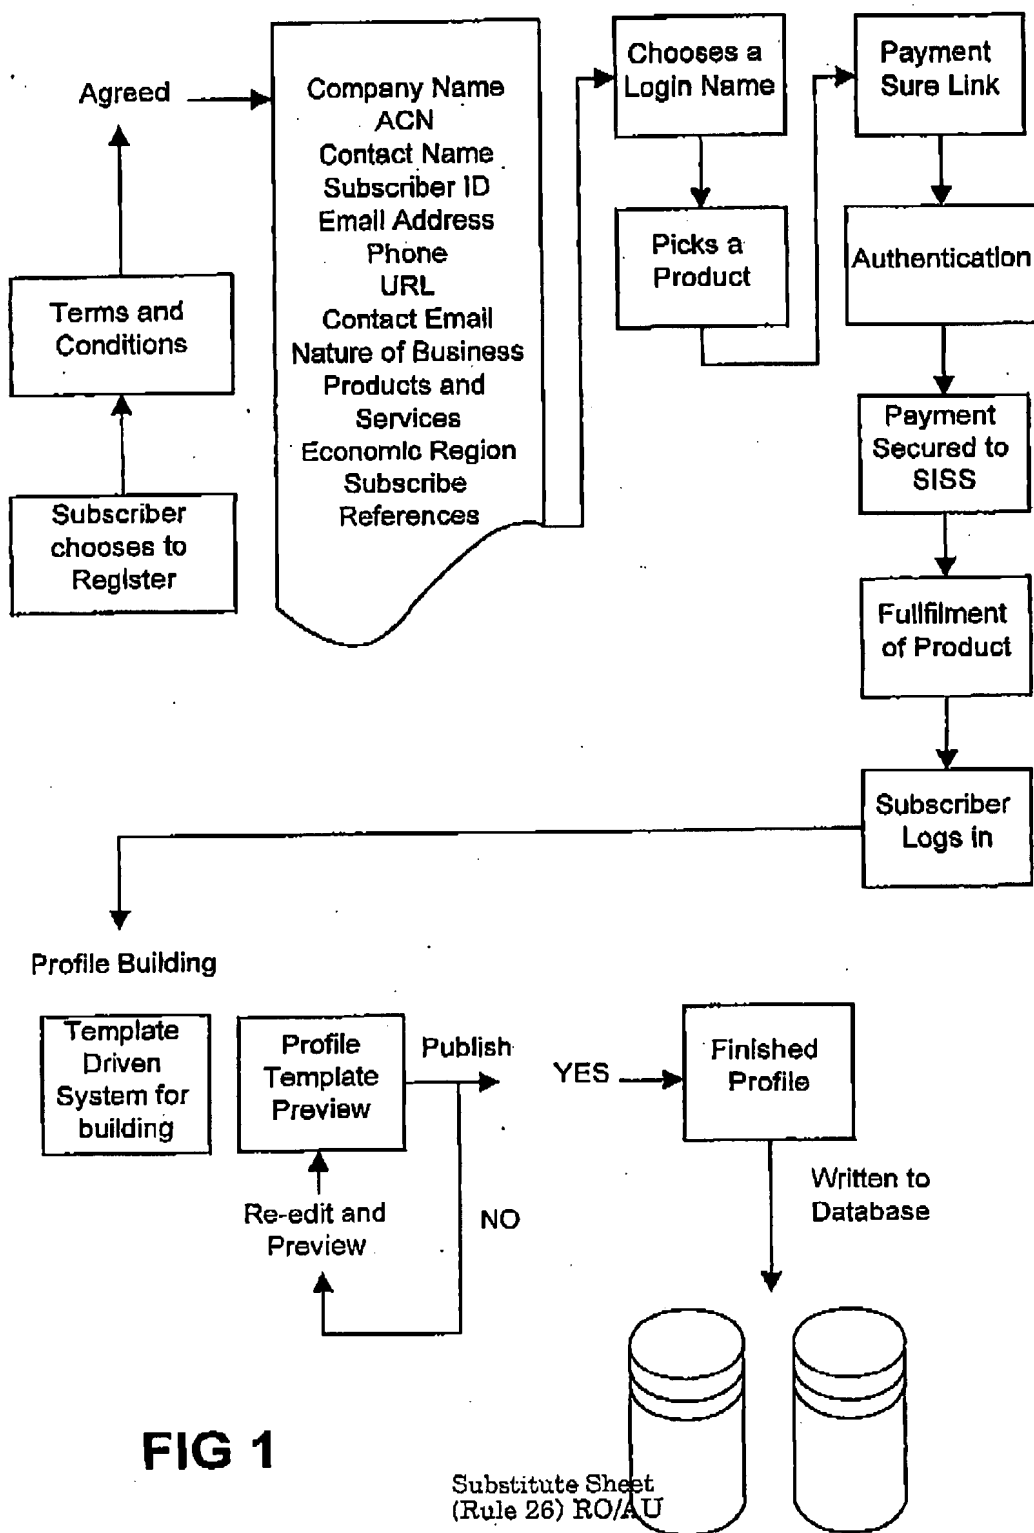 Agreed
Terms and
Conditions
Subscriber
chooses to
Register
Company Name
ACN
Contact Name
Subscriber ID
Email Address
Phone
URL
Contact Email
Nature of Business
Products and
Services
Economic Region
Subscribe
References
Chooses a
Login Name
Picks a
Product
Payment
Sure Link
Authentication
Payment
Secured to
SISS
Fullfilment
of Product
Subscriber
Logs in
Profile Building
Template
Driven
System for
building
Profile
Template
Preview
Publish
Re-edit and
Preview
NO
YES
Finished
Profile
Written to
Database
FIG 1
Substitute Sheet
(Rule 26) RO/AU